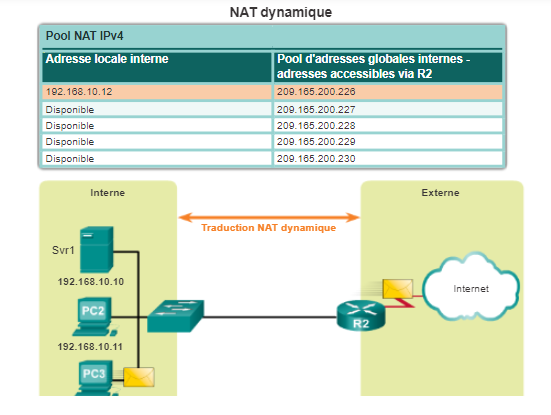 NAT dynamique
Pool NAT IPv4
Adresse locale interne
Pool d'adresses globales internes -
adresses accessibles via R2
192.168.10.12
209.165.200.226
Disponible
209.165.200.227
Disponible
209.165.200.228
Disponible
209.165.200.229
Disponible
209.165.200.230
Interne
Externe
Traduction NAT dynamique
Svr1
192.168.10.10
Internet
PC2
R2
192.168.10.11
PC3